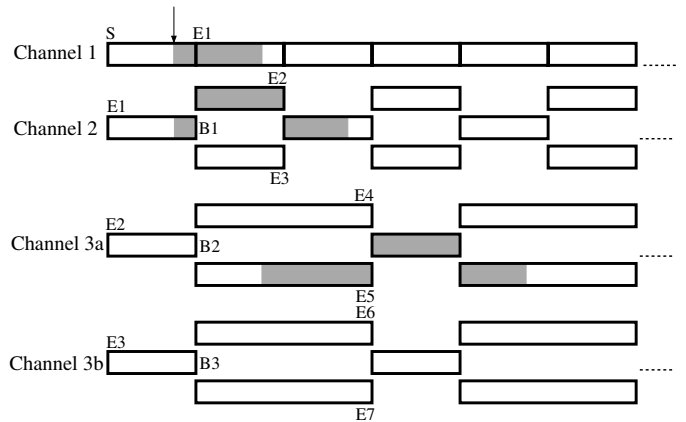 S E1
Channel 1
E2
E1
Channel 2 B1
E3
E4
E2
Channel 3a B2
E5
E6
E3
Channel 3b B3
E7